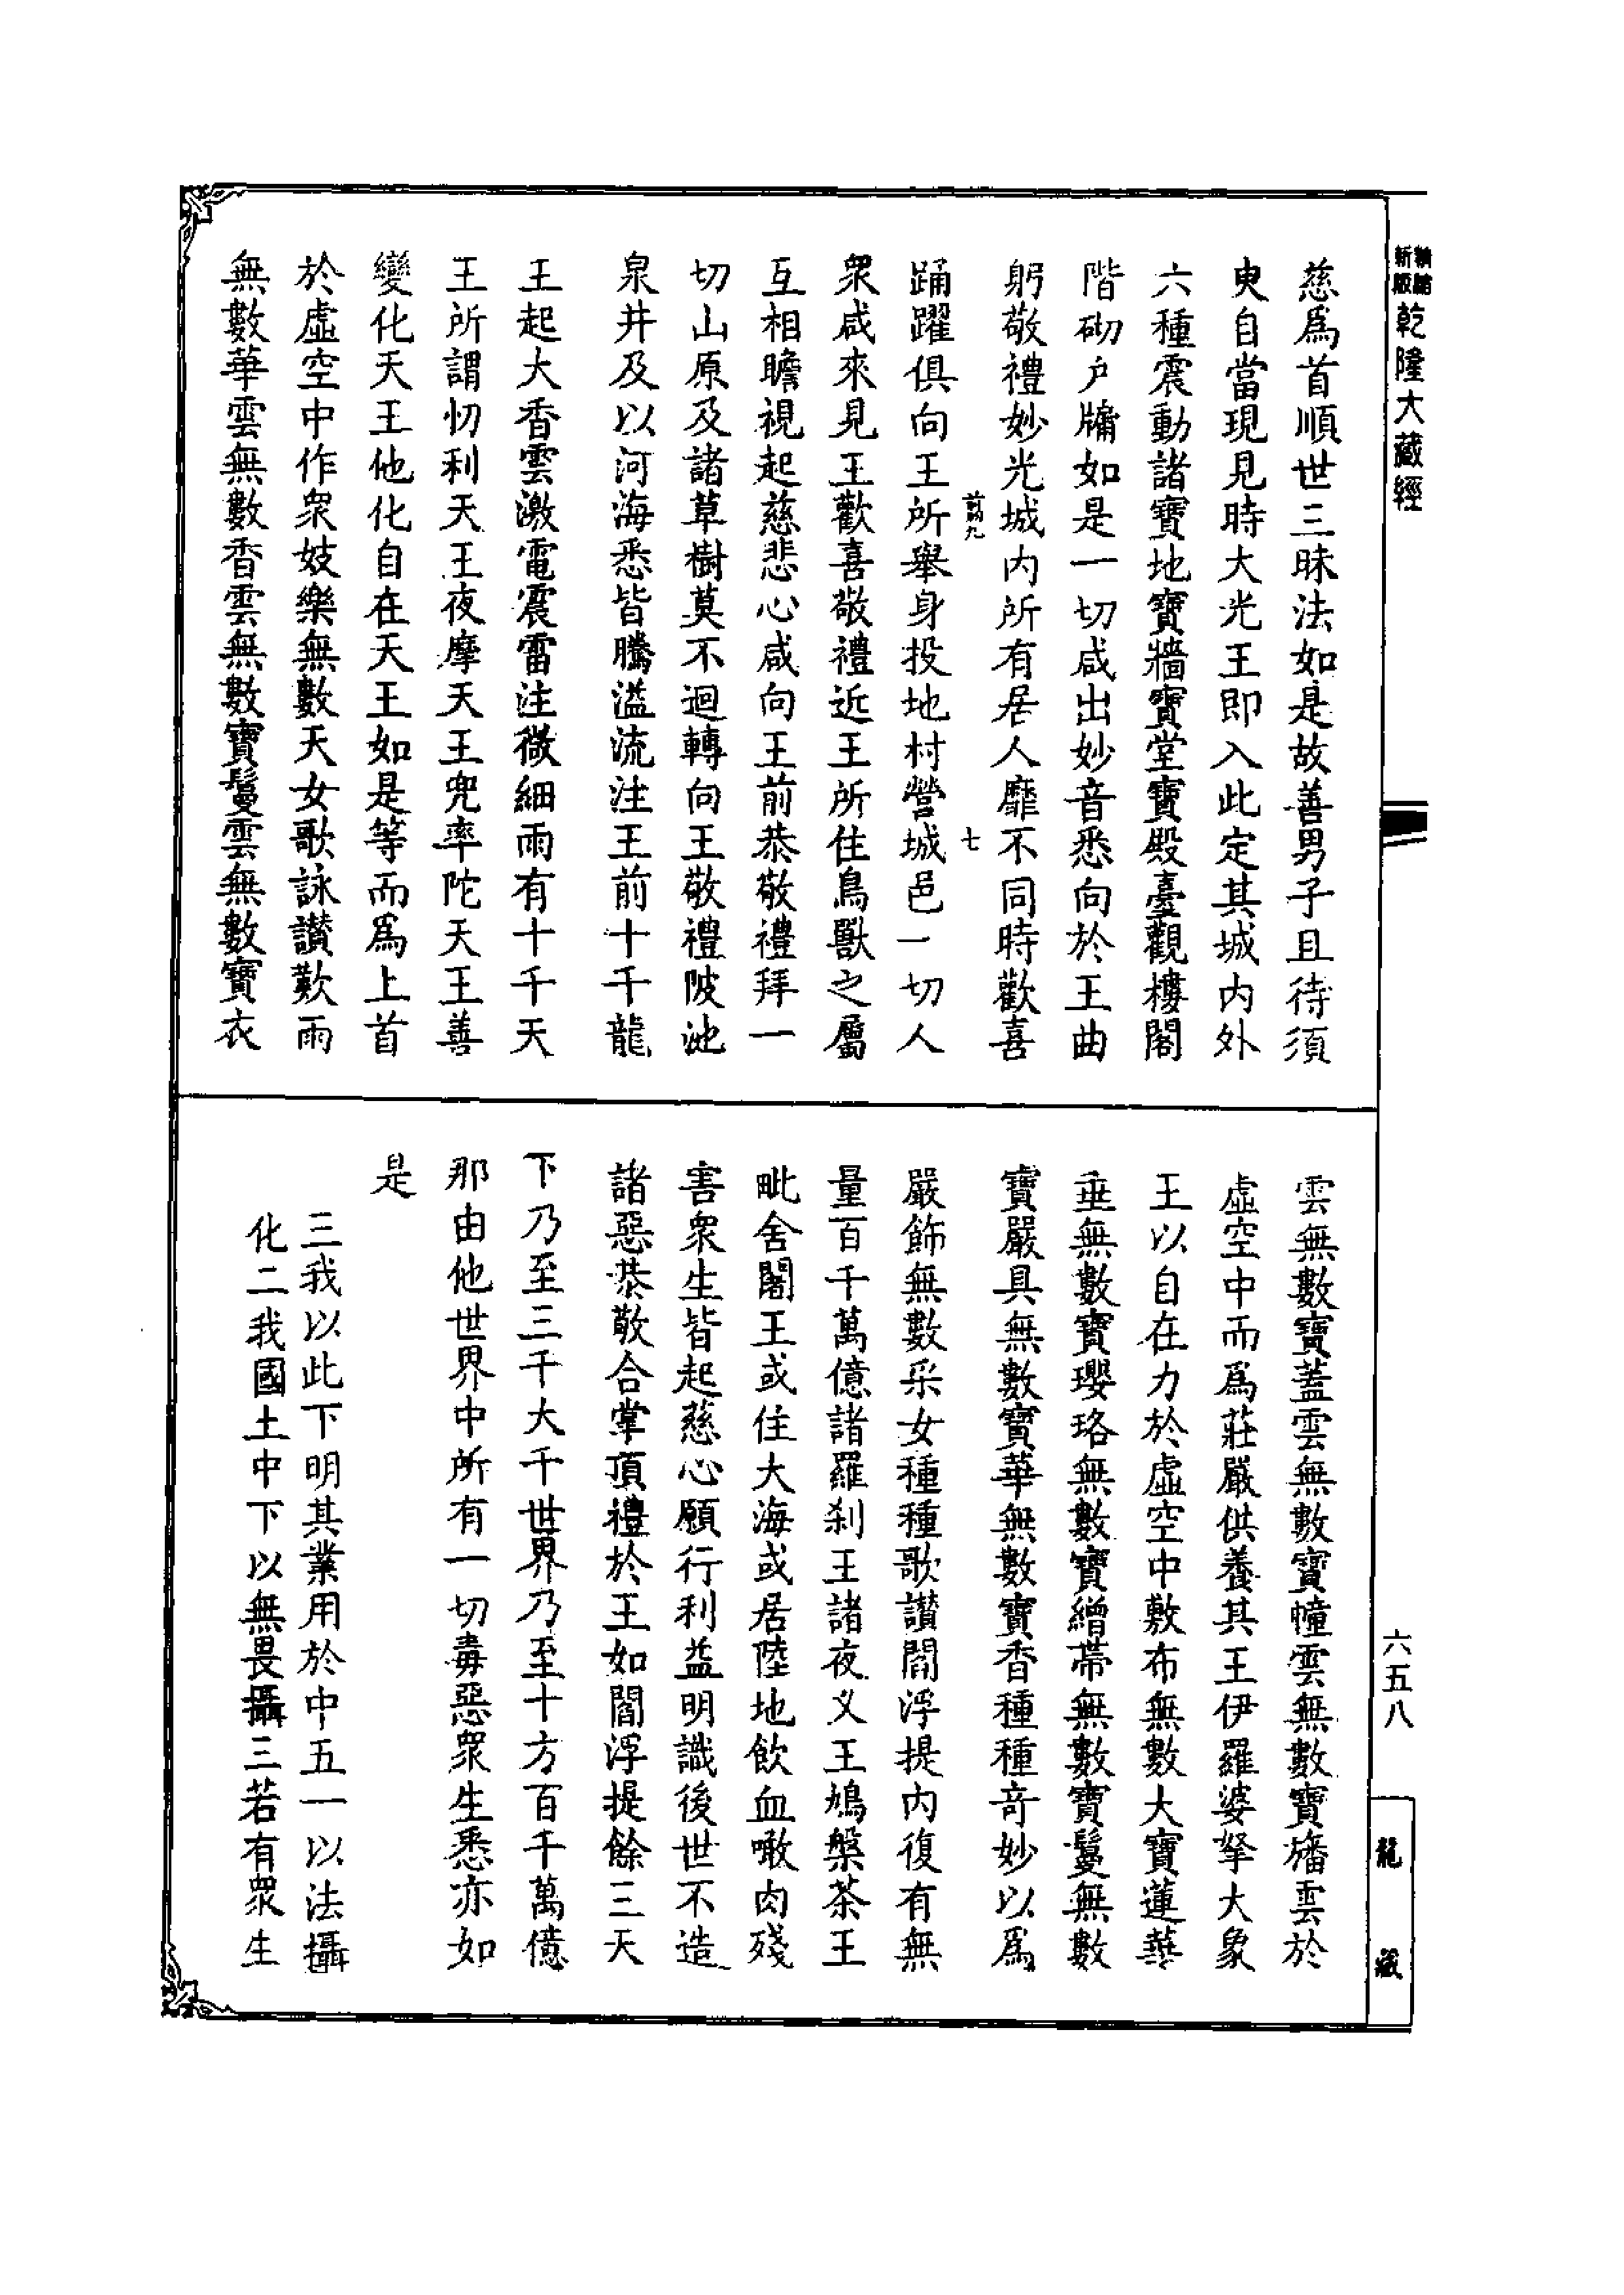 新版
精縮
乾隆大藏經
慈爲首順世三昧法如是故善男子且待須
臾自當現見時大光王即入此定其城內外
六種震動諸寶地寶牆寶堂寶殿臺觀樓閣
階砌戶牖如是一切咸出妙音悉向於王曲
躬敬禮妙光城內所有居人靡不同時歡喜
七
踊躍俱向王所舉身投地村營城邑一切人
衆咸來見王歡喜敬禮近王所住鳥獸之屬
互相瞻視起慈悲心咸向王前恭敬禮拜一
切山原及諸草樹莫不迴轉向王敬禮陂池
泉井及以河海悉皆騰溢流注王前十千龍
王起大香雲激電震雷注微細雨有十千天
王所謂忉利天王夜摩天王兜率陀天王善
變化天王他化自在天王如是等而爲上首
於虛空中作衆妓樂無數天女歌詠讚歎雨
無數華雲無數香雲無數寶鬘雲無數寶衣
雲無數寶蓋雲無數寶幢雲無數寶旛雲於
虛空中而爲莊嚴供養其王伊羅婆拏大象
王以自在力於虛空中敷布無數大寶蓮華
垂無數寶瓔珞無數寶繒帶無數寶鬘無數
寶嚴具無數寶華無數寶香種種奇妙以爲
嚴飾無數采女種種歌讚閻浮提內復有無
量百千萬億諸羅刹王諸夜叉王鳩槃茶王
毗舍闍王或住大海或居陸地飲血噉肉殘
害衆生皆起慈心願行利益明識後世不造
諸惡恭敬合掌頂禮於王如閻浮提餘三天
下乃至三千大千世界乃至十方百千萬億
那由他世界中所有一切毒惡衆生悉亦如
是
三我以此下明其業用於中五一以法攝
化二我國土中下以無畏攝三若有衆生
六五八
龍藏